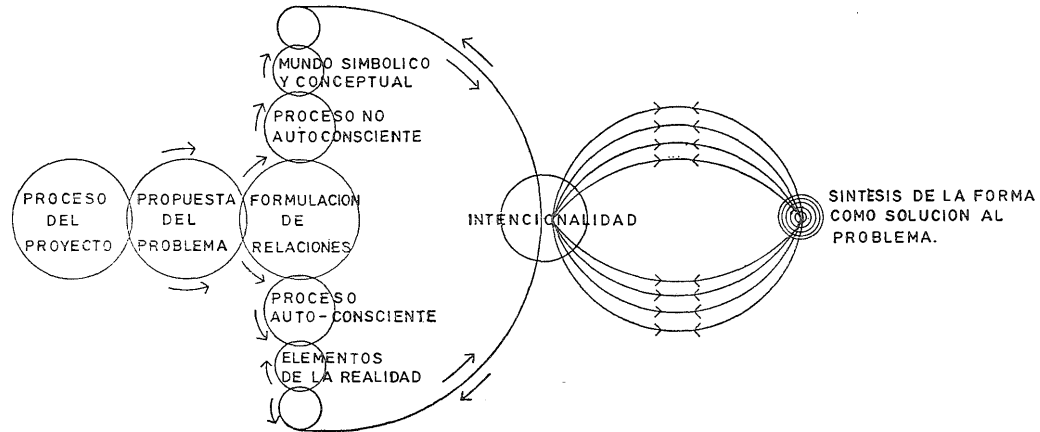 MUNDO SIMBOLICO
Y CONCEPTUAL
PROCESO NO
AUTOCONSCIENTE
PROCESO
DEL
PROYECTO
PROPUESTA
DEL
PROBLEMA
FORMULACION
DE
RELACIONES
PROCESO
AUTO-CONSCIENTE
ELEMENTOS
DE LA REALIDAD
INTENCIONALIDAD
...
SINTESIS DE LA FORMA
COMO SOLUCION AL
PROBLEMA.